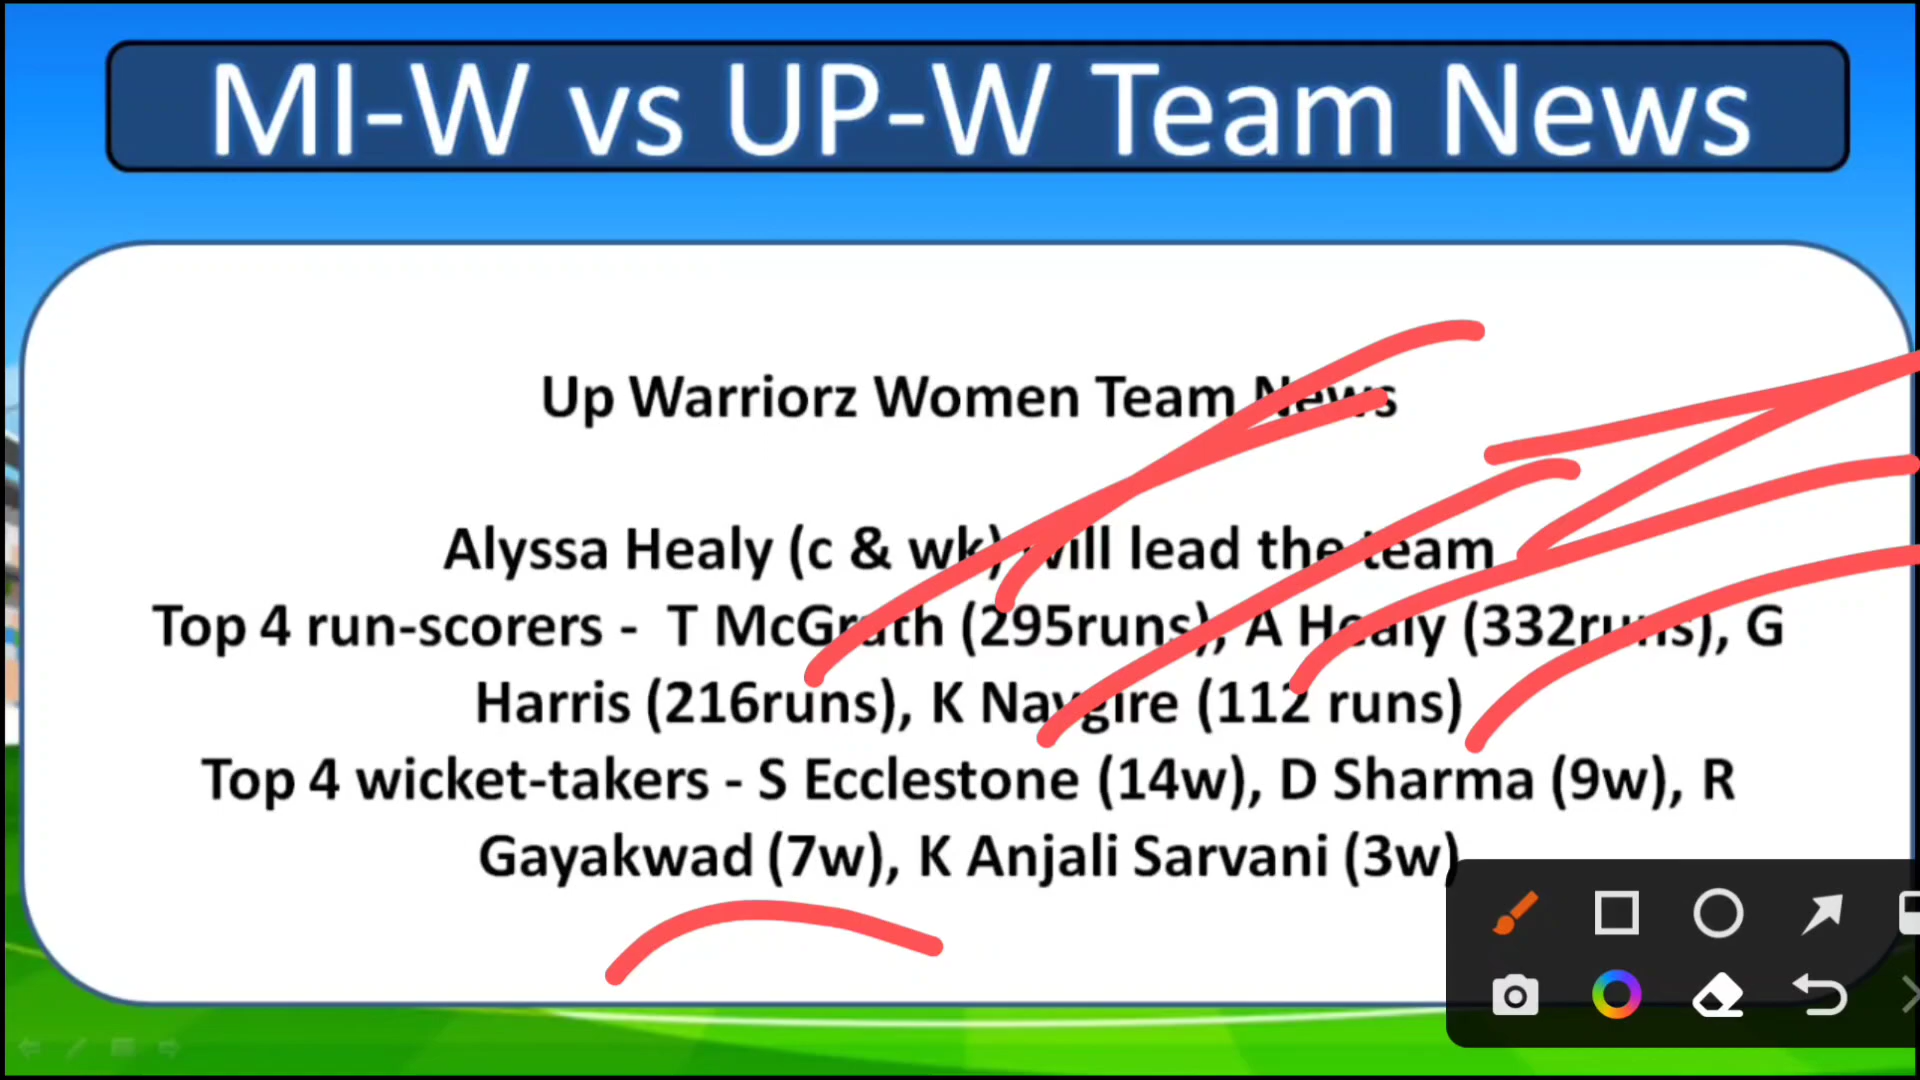 MI-W vs UP-W Team News
Up Warriorz Women Team News
Alyssa Healy (c & wk) will lead the team
Top 4 run-scorers - T McGrath (295runs), A Healy (332runs), G
Harris (216runs), K Navgire (112 runs)
Top 4 wicket-takers - S Ecclestone (14w), D Sharma (9w), R
Gayakwad (7w), K Anjali Sarvani (3w)